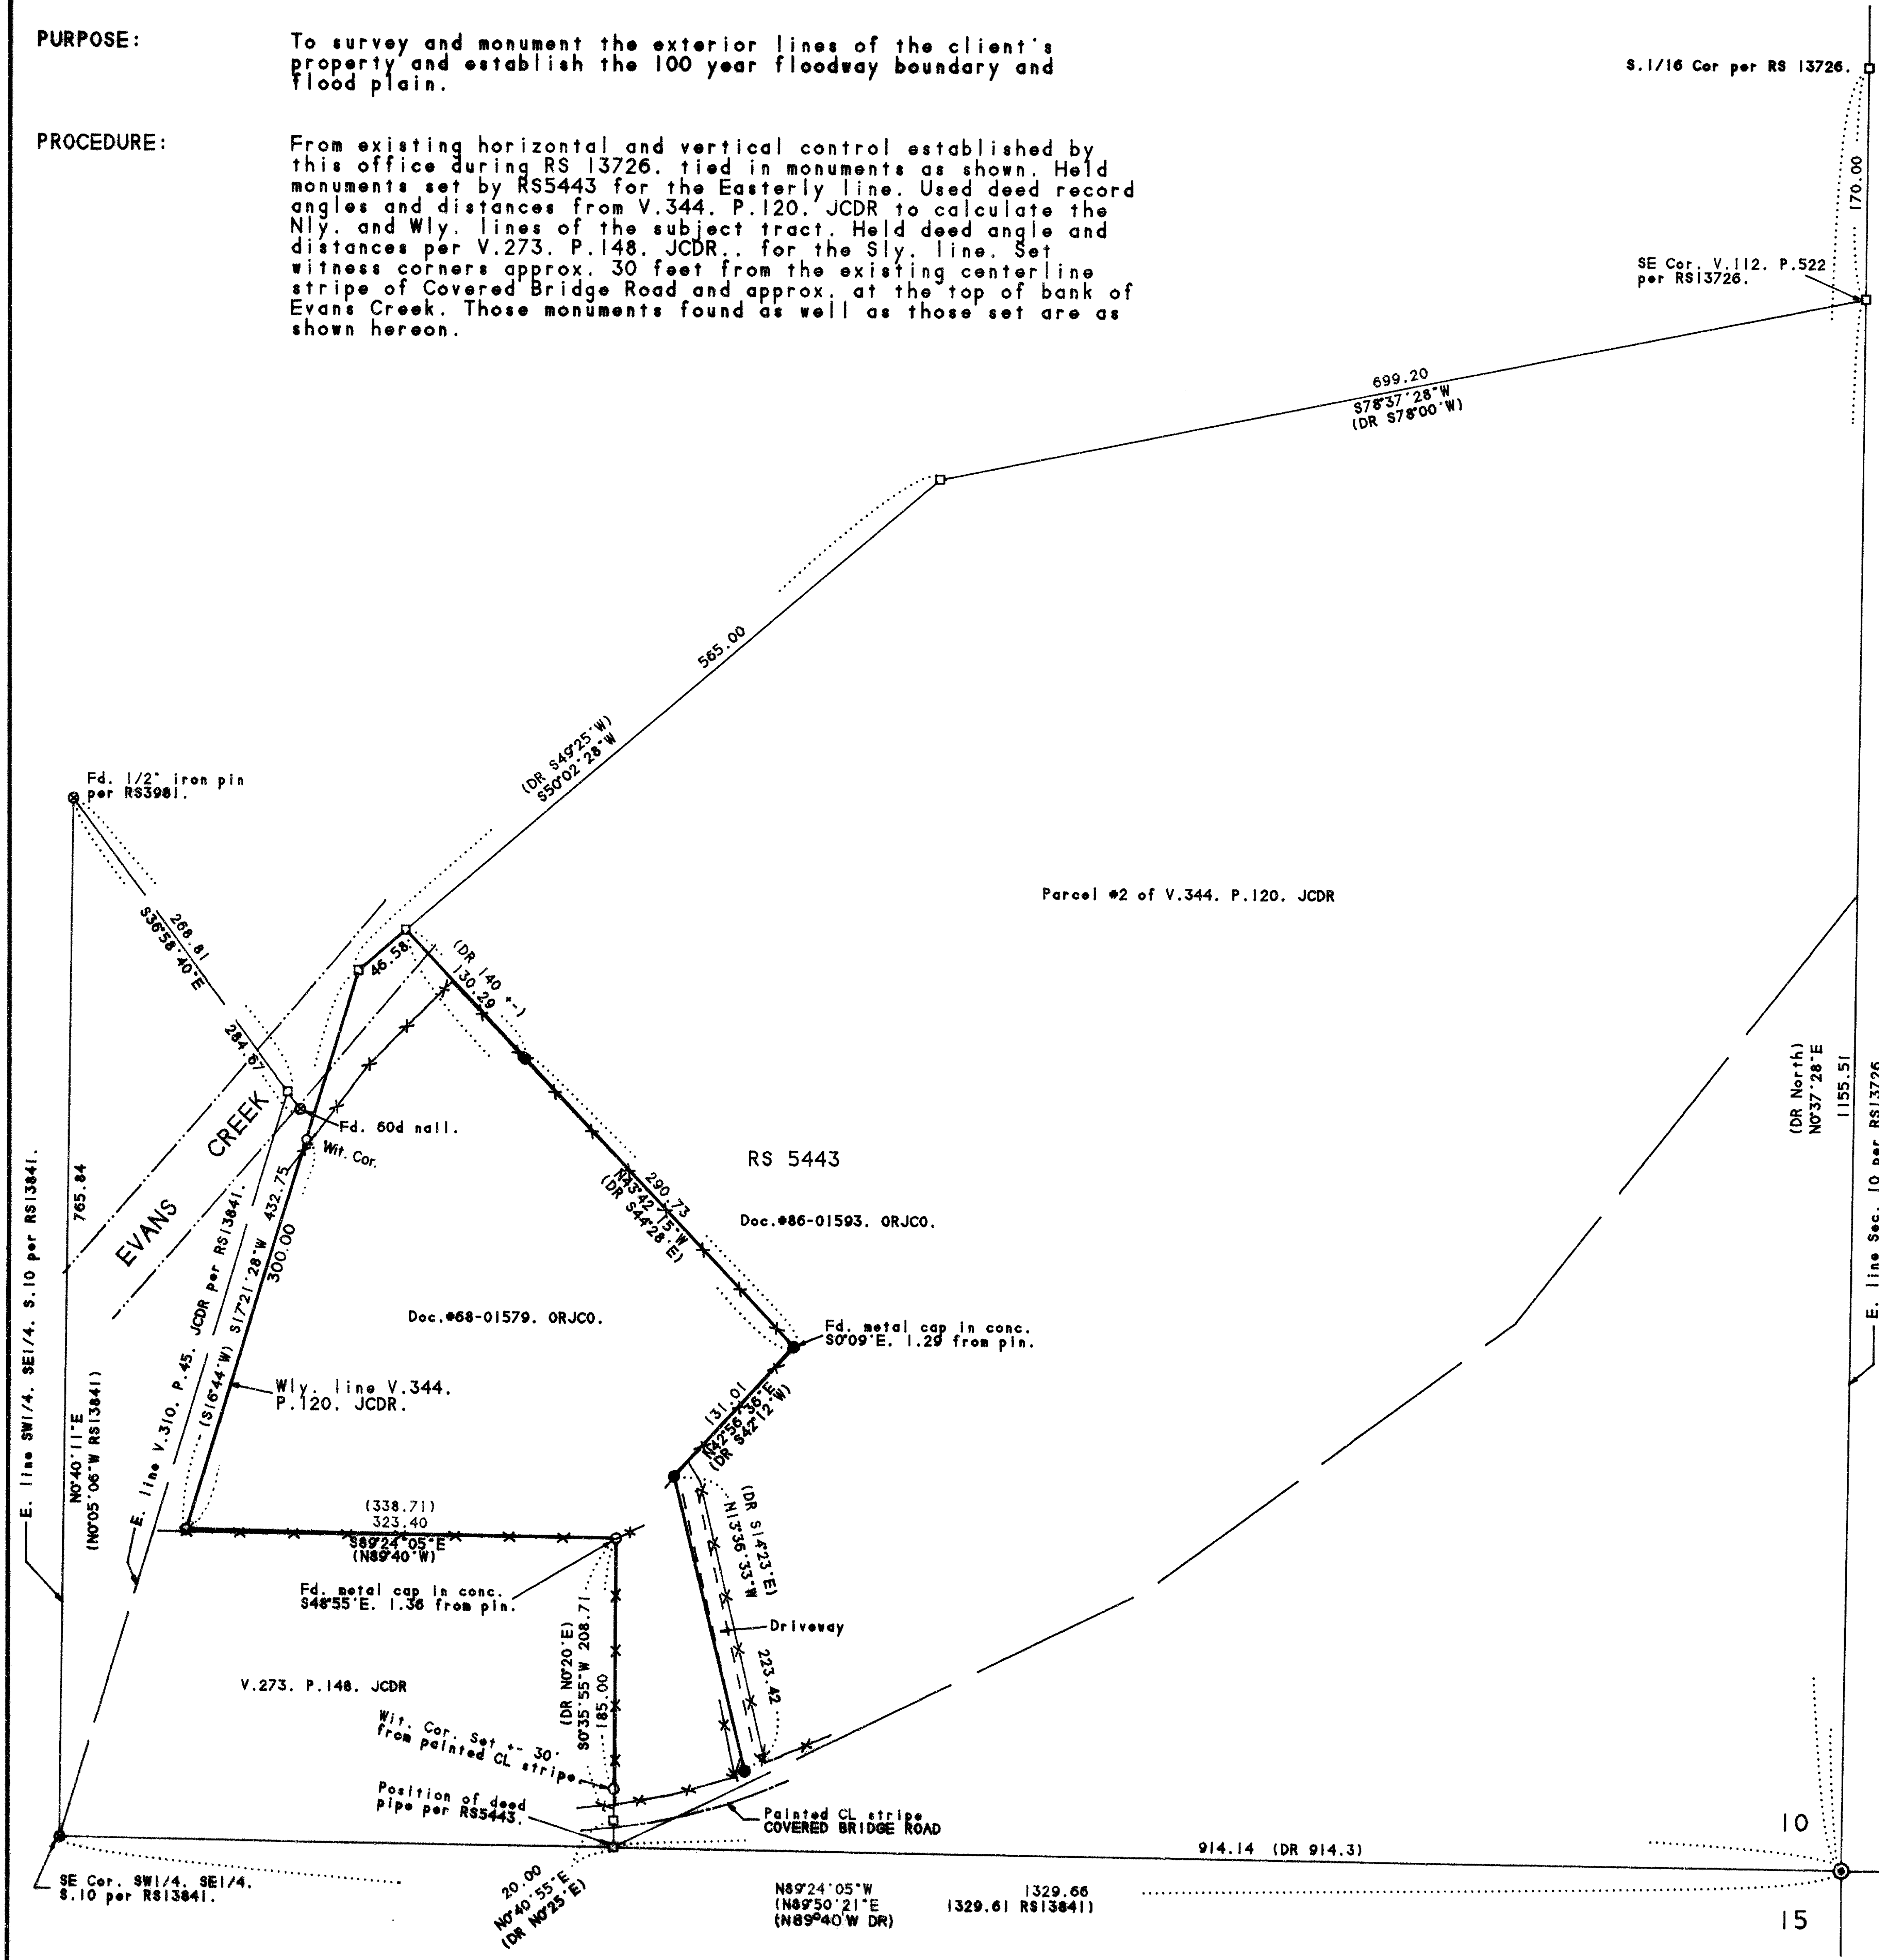 PURPOSE:
To survey and monument the exterior lines of the client's
property and establish the 100 year floodway boundary and
flood plain.
PROCEDURE:
From existing horizontal and vertical control established by
this office during RS 13726. tied in monuments as shown. Held
monuments set by RS5443 for the Easterly line. Used deed record
angles and distances from V.344. P.120. JCDR to calculate the
Nly. and Wly. lines of the subject tract. Held deed angle and
distances per V.273. P.148. JCDR.. for the Sly. line. Set
witness corners approx. 30 feet from the existing centerline
stripe of Covered Bridge Road and approx. at the top of bank of
Evans Creek. Those monuments found as well as those set are as
shown hereon.
S.1/16 Cor per RS 13726.
170.00
SE Cor. V.112. P.522
per RS13726.
699.20
S78°37'28"W
(DR S78°00'W)
565.00
(DR S49°25'W)
S50°02'28"W
Fd. 1/2" iron pin
per RS3981.
Parcel #2 of V.344. P.120. JCDR
268.81
S36°58'40"E
284.67
46.58
(DR 140 +-)
130.29
EVANS CREEK
Fd. 60d nail.
Wit. Cor.
RS 5443
Doc.#86-01593. ORJCO.
290.73
N43°42'15"W
(DR S44°28'E)
(DR North)
N0°37'28"E
1155.51
E. line Sec. 10 per RS13726
765.84
E. line SW1/4. SE1/4. S.10 per RS13841.
N0°40'11"E
(N0°05'06"W RS13841)
E. line V.310. P.45. JCDR per RS13841.
(S16°44'W) S17°21'28"W 432.75
300.00
Doc.#68-01579. ORJCO.
Wly. line V.344.
P.120. JCDR.
Fd. metal cap in conc.
S0°09'E. 1.29 from pin.
131.01
N42°56'36"E
(DR S42°12'W)
(338.71)
323.40
S89°24'05"E
(N89°40'W)
Fd. metal cap in conc.
S48°55'E. 1.36 from pin.
(DR S14°23'E)
N13°36'33"W
223.42
Driveway
(DR N0°20'E)
S0°35'55"W 208.71
185.00
V.273. P.148. JCDR
Wit. Cor. Set +- 30'
from painted CL stripe.
Position of deed
pipe per RS5443.
Painted CL stripe
COVERED BRIDGE ROAD
10
914.14 (DR 914.3)
SE Cor. SW1/4. SE1/4.
S.10 per RS13841.
20.00
N0°40'55"E
(DR N0°25'E)
N89°24'05"W 1329.66
(N89°50'21"E 1329.61 RS13841)
(N89°40'W DR)
15